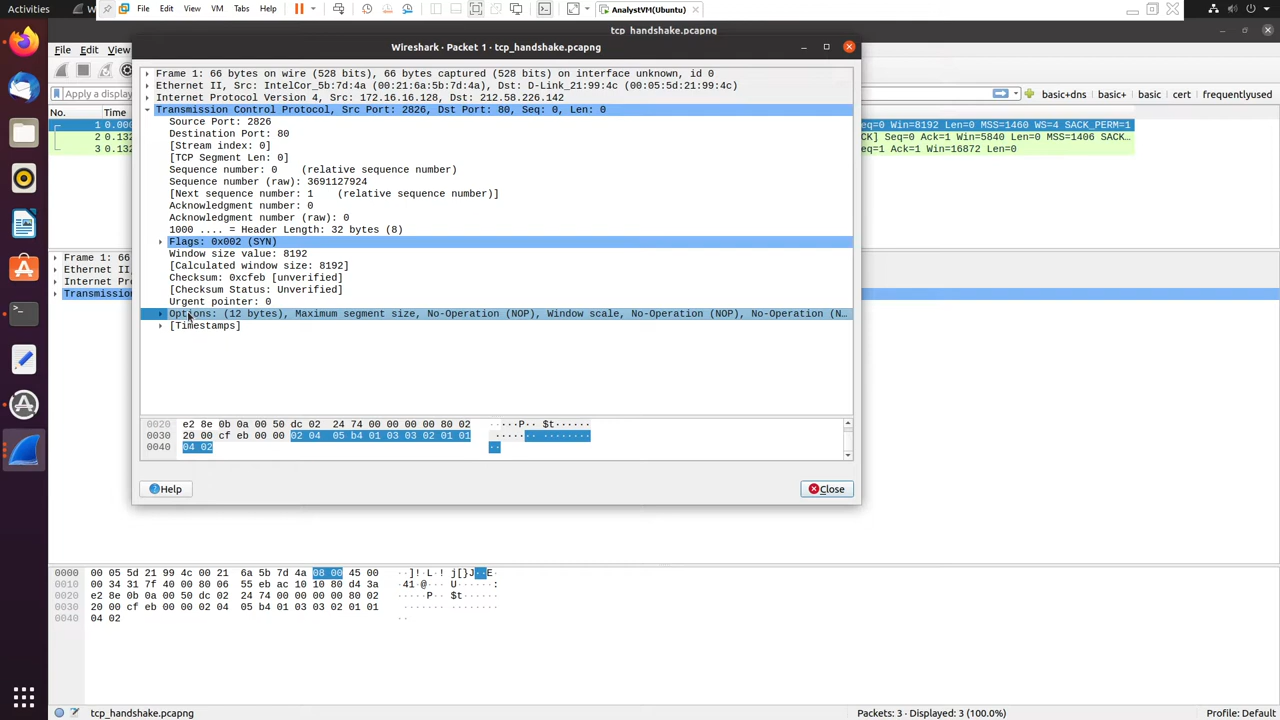 Activities
File Edit View VM Tabs Help
AnalystVM(Ubuntu)
tcp_handshake.pcapng
Wireshark · Packet 1 · tcp_handshake.pcapng
File Edit View
Apply a display
basic+dns basic+ basic cert frequentlyused
No. Time
1 0.000 Seq=0 Win=8192 Len=0 MSS=1460 WS=4 SACK_PERM=1
2 0.132 CK] Seq=0 Ack=1 Win=5840 Len=0 MSS=1406 SACK…
3 0.132 eq=1 Ack=1 Win=16872 Len=0
Frame 1: 66 bytes on wire (528 bits), 66 bytes captured (528 bits) on interface unknown, id 0
Ethernet II, Src: IntelCor_5b:7d:4a (00:21:6a:5b:7d:4a), Dst: D-Link_21:99:4c (00:05:5d:21:99:4c)
Internet Protocol Version 4, Src: 172.16.16.128, Dst: 212.58.226.142
Transmission Control Protocol, Src Port: 2826, Dst Port: 80, Seq: 0, Len: 0
Source Port: 2826
Destination Port: 80
[Stream index: 0]
[TCP Segment Len: 0]
Sequence number: 0 (relative sequence number)
Sequence number (raw): 3691127924
[Next sequence number: 1 (relative sequence number)]
Acknowledgment number: 0
Acknowledgment number (raw): 0
1000 .... = Header Length: 32 bytes (8)
Flags: 0x002 (SYN)
Window size value: 8192
[Calculated window size: 8192]
Checksum: 0xcfeb [unverified]
[Checksum Status: Unverified]
Urgent pointer: 0
Options: (12 bytes), Maximum segment size, No-Operation (NOP), Window scale, No-Operation (NOP), No-Operation (N…
[Timestamps]
Frame 1: 66
Ethernet II,
Internet Pro
Transmission
0020 e2 8e 0b 0a 00 50 dc 02 24 74 00 00 00 00 80 02 ·····P·· $t······
0030 20 00 cf eb 00 00 02 04 05 b4 01 03 03 02 01 01 ········ ········
0040 04 02 ··
Help
Close
0000 00 05 5d 21 99 4c 00 21 6a 5b 7d 4a 08 00 45 00 ··]!·L·! j[}J··E·
0010 00 34 31 7f 40 00 80 06 55 eb ac 10 10 80 d4 3a ·41·@··· U······:
0020 e2 8e 0b 0a 00 50 dc 02 24 74 00 00 00 00 80 02 ·····P·· $t······
0030 20 00 cf eb 00 00 02 04 05 b4 01 03 03 02 01 01 ········ ········
0040 04 02 ··
tcp_handshake.pcapng
Packets: 3 · Displayed: 3 (100.0%)
Profile: Default